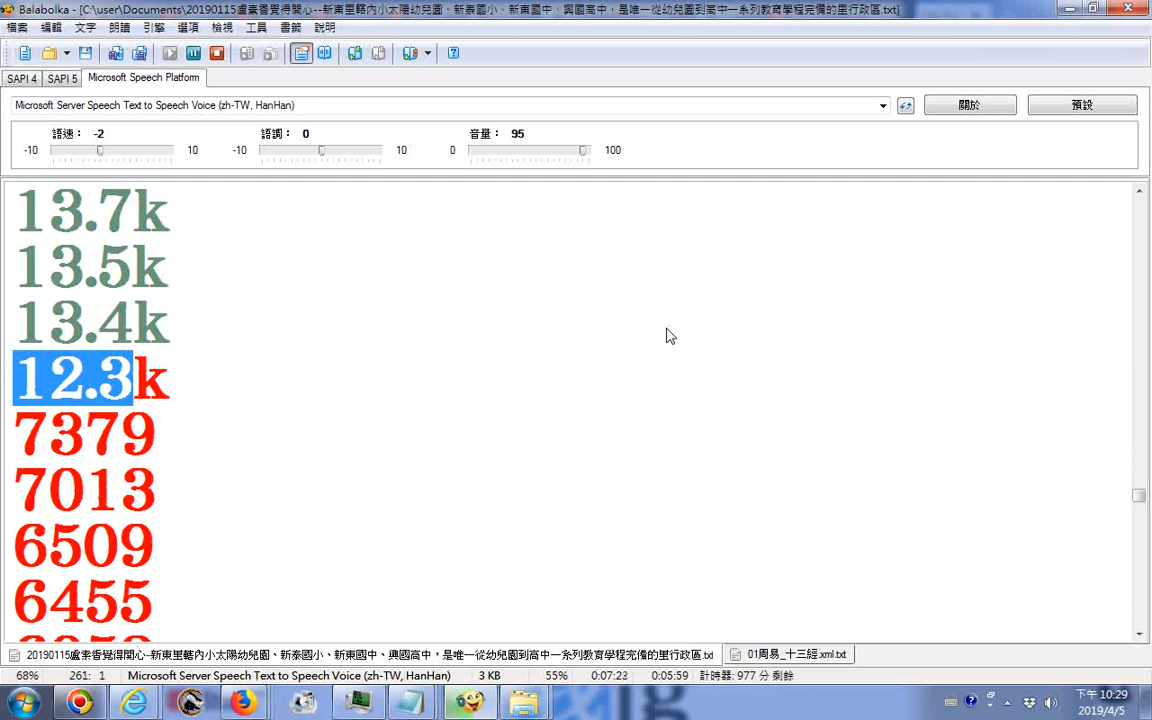 Balabolka - [C:\user\Documents\20190115盧素香覺得開心--新東里轄內小太陽幼兒園、新泰國小、新東國中、興國高中，是唯一從幼兒園到高中一系列教育學程完備的里行政區.txt]
檔案 編輯 文字 朗讀 引擎 選項 檢視 工具 書籤 說明
SAPI 4 SAPI 5 Microsoft Speech Platform
Microsoft Server Speech Text to Speech Voice (zh-TW, HanHan) 關於 預設
語速： -2 語調： 0 音量： 95
-10 10 -10 10 0 100
13.7k
13.5k
13.4k
12.3k
7379
7013
6509
6455
20190115盧素香覺得開心--新東里轄內小太陽幼兒園、新泰國小、新東國中、興國高中，是唯一從幼兒園到高中一系列教育學程完備的里行政區.txt 01周易_十三經.xml.txt
68% 261: 1 Microsoft Server Speech Text to Speech Voice (zh-TW, HanHan) 3 KB 55% 0:07:23 0:05:59 計時器: 977 分 剩餘
下午 10:29
2019/4/5